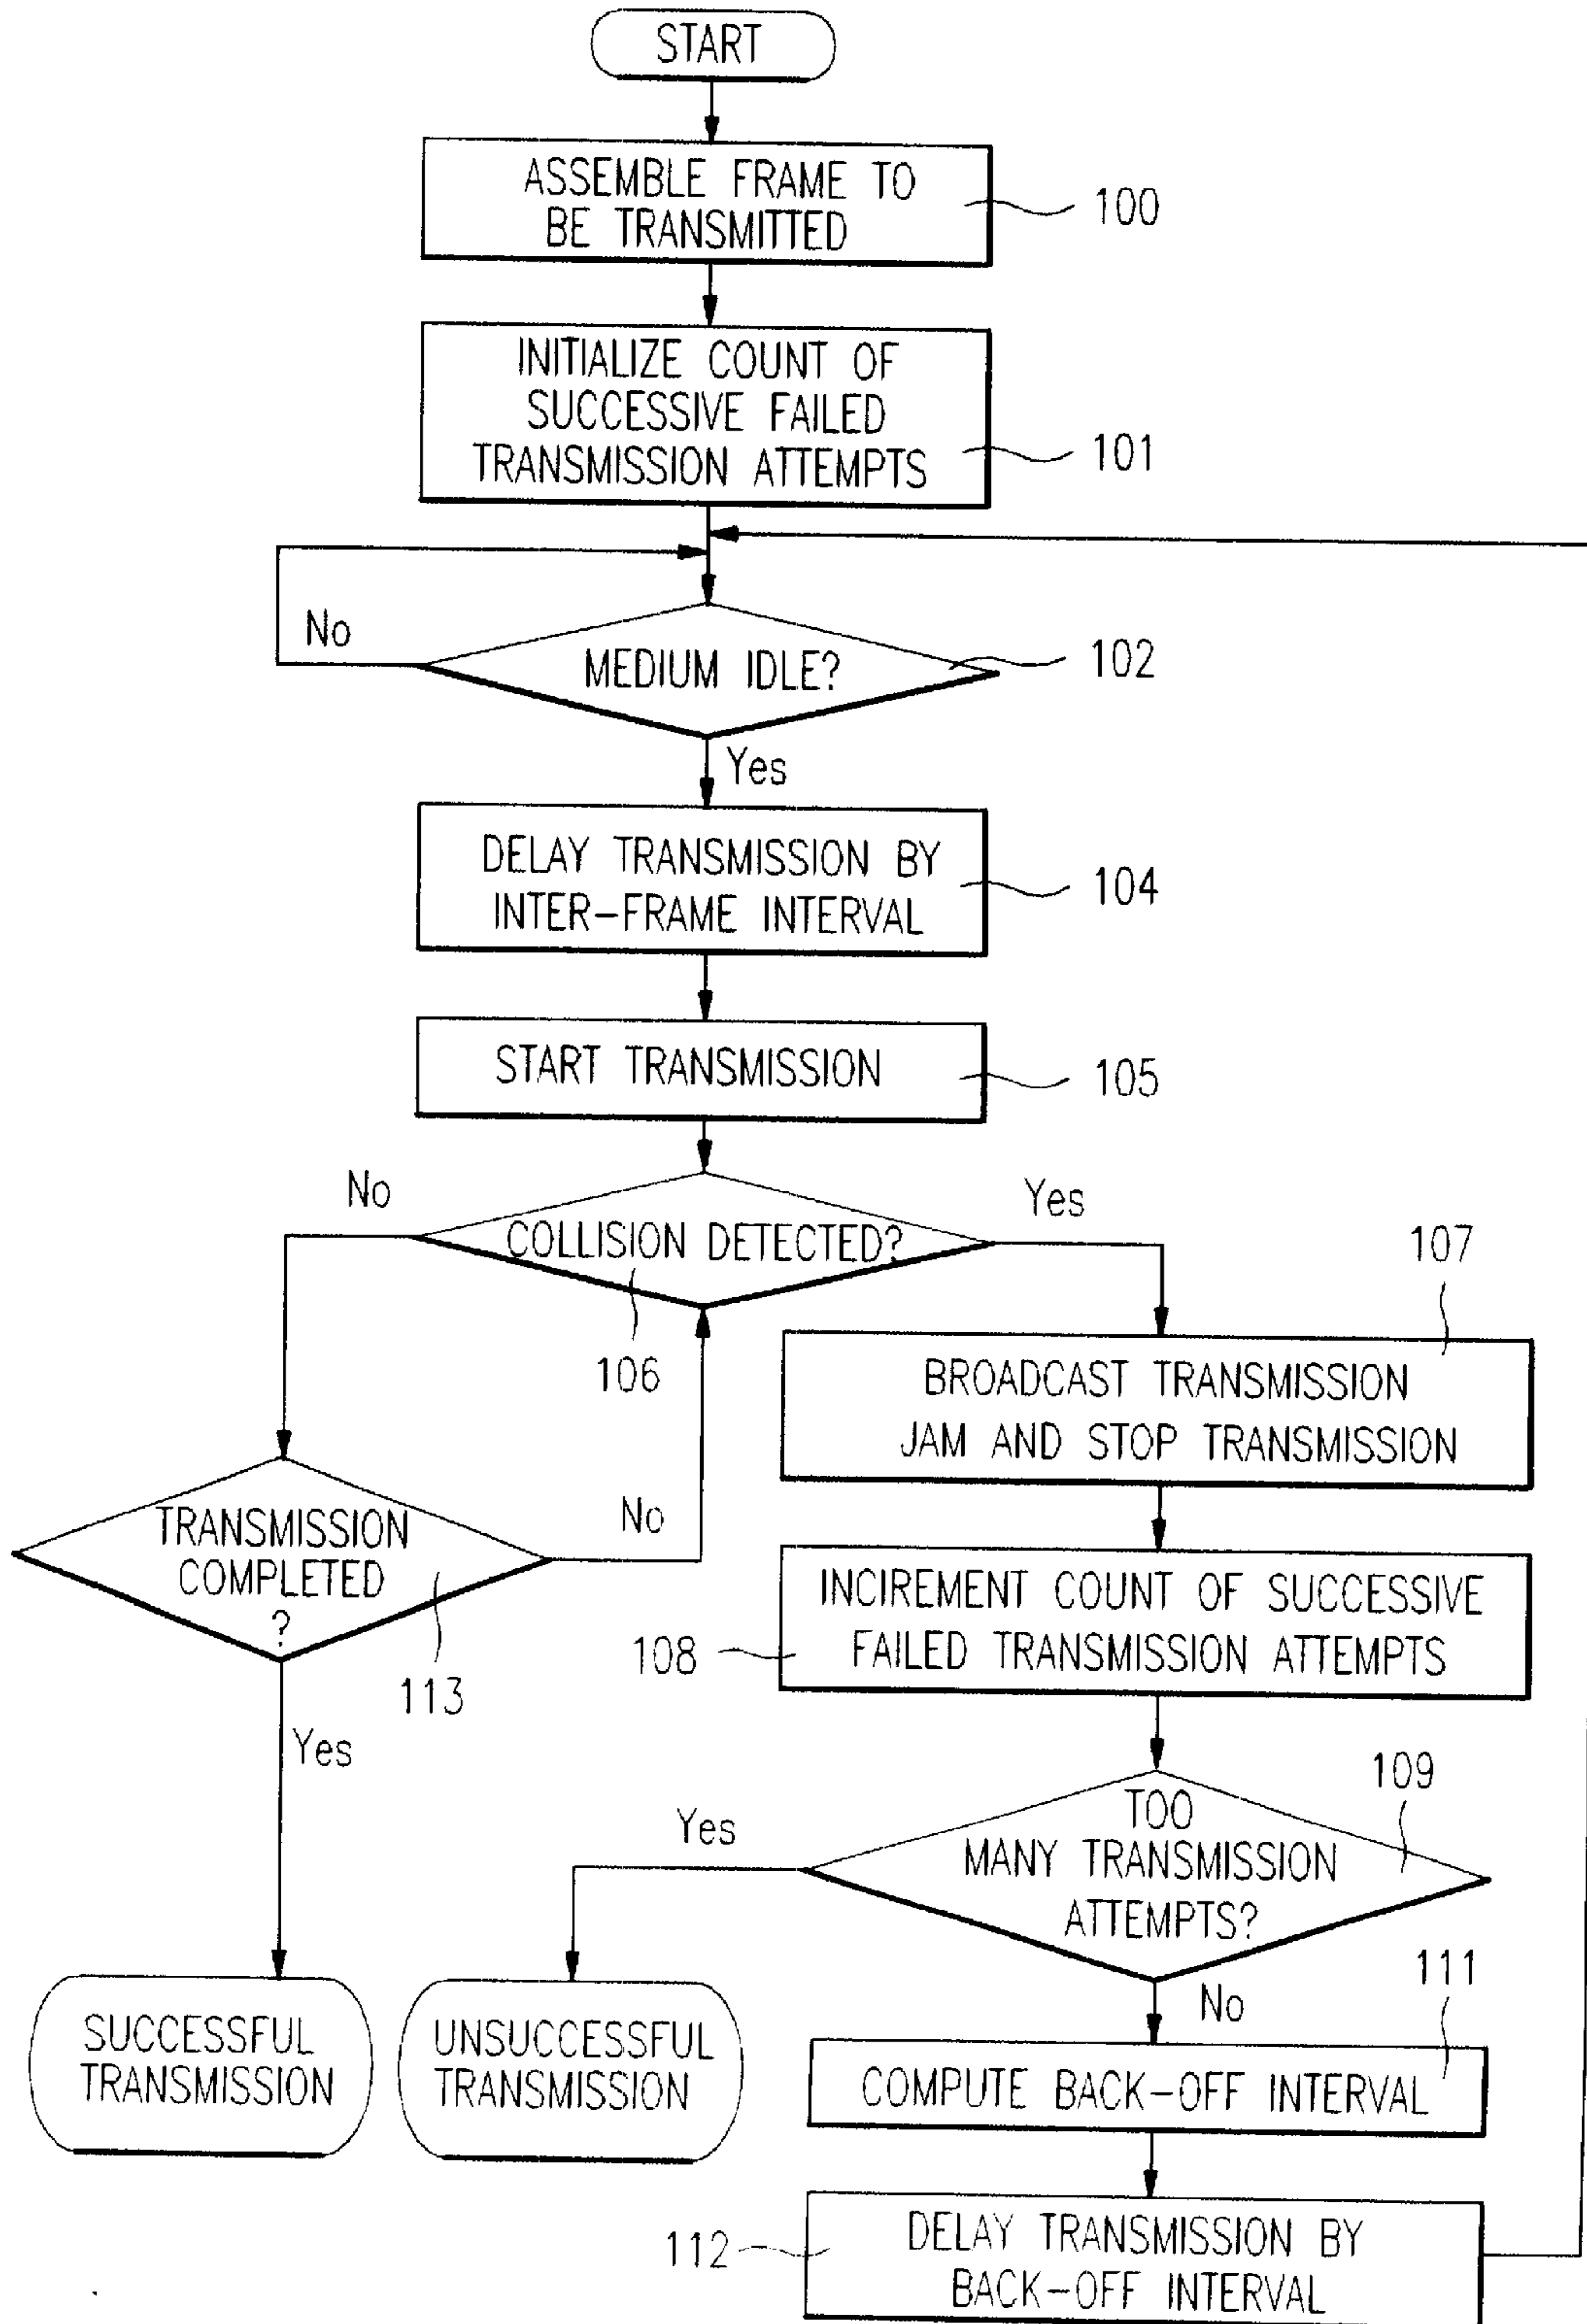 START
ASSEMBLE FRAME TO
BE TRANSMITTED
100
INITIALIZE COUNT OF
SUCCESSIVE FAILED
TRANSMISSION ATTEMPTS
101
No
MEDIUM IDLE?
102
Yes
DELAY TRANSMISSION BY
INTER-FRAME INTERVAL
104
START TRANSMISSION
105
No
COLLISION DETECTED?
Yes
106
107
BROADCAST TRANSMISSION
JAM AND STOP TRANSMISSION
TRANSMISSION
COMPLETED
?
No
113
Yes
INCIREMENT COUNT OF SUCCESSIVE
FAILED TRANSMISSION ATTEMPTS
108
109
TOO
MANY TRANSMISSION
ATTEMPTS?
Yes
No
SUCCESSFUL
TRANSMISSION
UNSUCCESSFUL
TRANSMISSION
111
COMPUTE BACK-OFF INTERVAL
112
DELAY TRANSMISSION BY
BACK-OFF INTERVAL